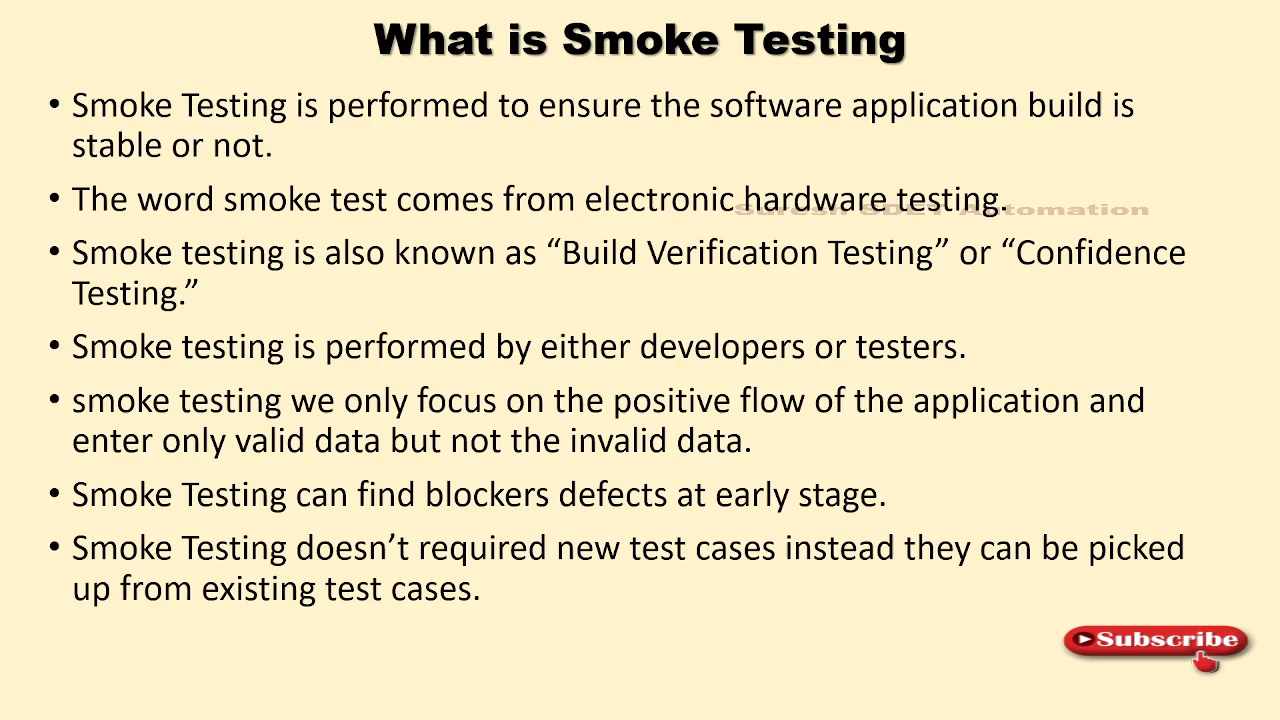 What is Smoke Testing
• Smoke Testing is performed to ensure the software application build is
stable or not.
• The word smoke test comes from electronic hardware testing.
Suresh SDET Automation
• Smoke testing is also known as “Build Verification Testing” or “Confidence
Testing.”
• Smoke testing is performed by either developers or testers.
• smoke testing we only focus on the positive flow of the application and
enter only valid data but not the invalid data.
• Smoke Testing can find blockers defects at early stage.
• Smoke Testing doesn’t required new test cases instead they can be picked
up from existing test cases.
Subscribe